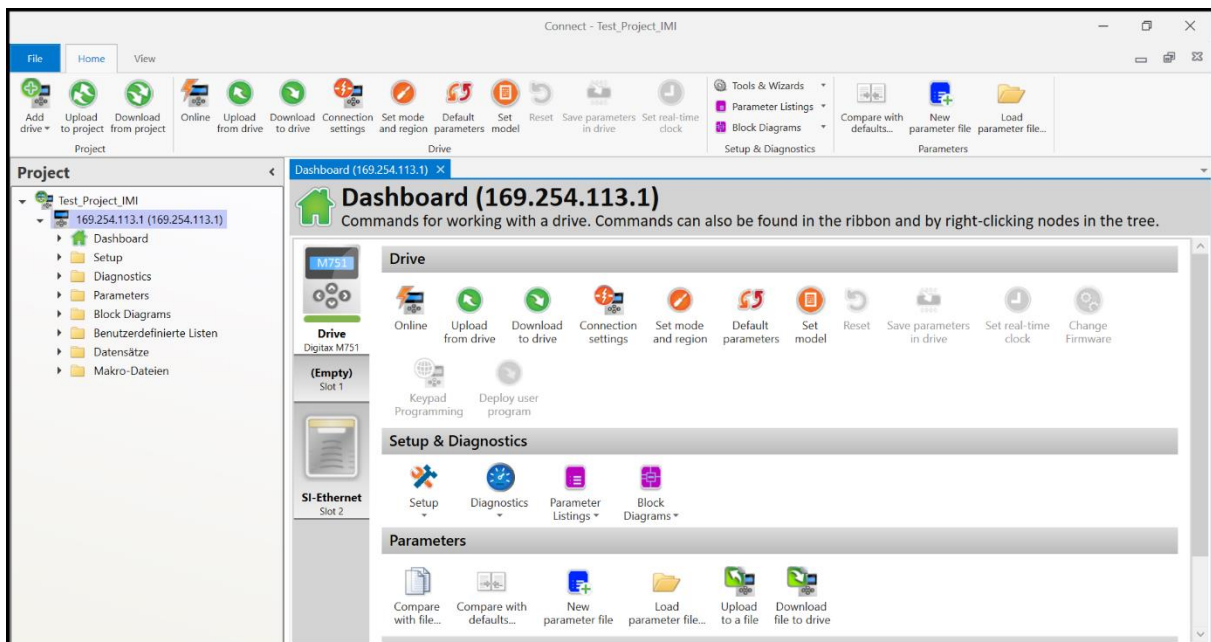 Connect - Test_Project_IMI
File Home View
Add drive
Upload to project
Download from project
Online
Upload from drive
Download to drive
Connection settings
Set mode and region
Default parameters
Set model
Reset
Save parameters in drive
Set real-time clock
Tools & Wizards
Parameter Listings
Block Diagrams
Compare with defaults...
New parameter file
Load parameter file...
Project
Drive
Setup & Diagnostics
Parameters
Project
Test_Project_IMI
169.254.113.1 (169.254.113.1)
Dashboard
Setup
Diagnostics
Parameters
Block Diagrams
Benutzerdefinierte Listen
Datensätze
Makro-Dateien
Dashboard (169.254.113.1)
Dashboard (169.254.113.1)
Commands for working with a drive. Commands can also be found in the ribbon and by right-clicking nodes in the tree.
M751
Drive
Digitax M751
(Empty)
Slot 1
SI-Ethernet
Slot 2
Drive
Online
Upload from drive
Download to drive
Connection settings
Set mode and region
Default parameters
Set model
Reset
Save parameters in drive
Set real-time clock
Change Firmware
Keypad Programming
Deploy user program
Setup & Diagnostics
Setup
Diagnostics
Parameter Listings
Block Diagrams
Parameters
Compare with file...
Compare with defaults...
New parameter file
Load parameter file...
Upload to a file
Download file to drive